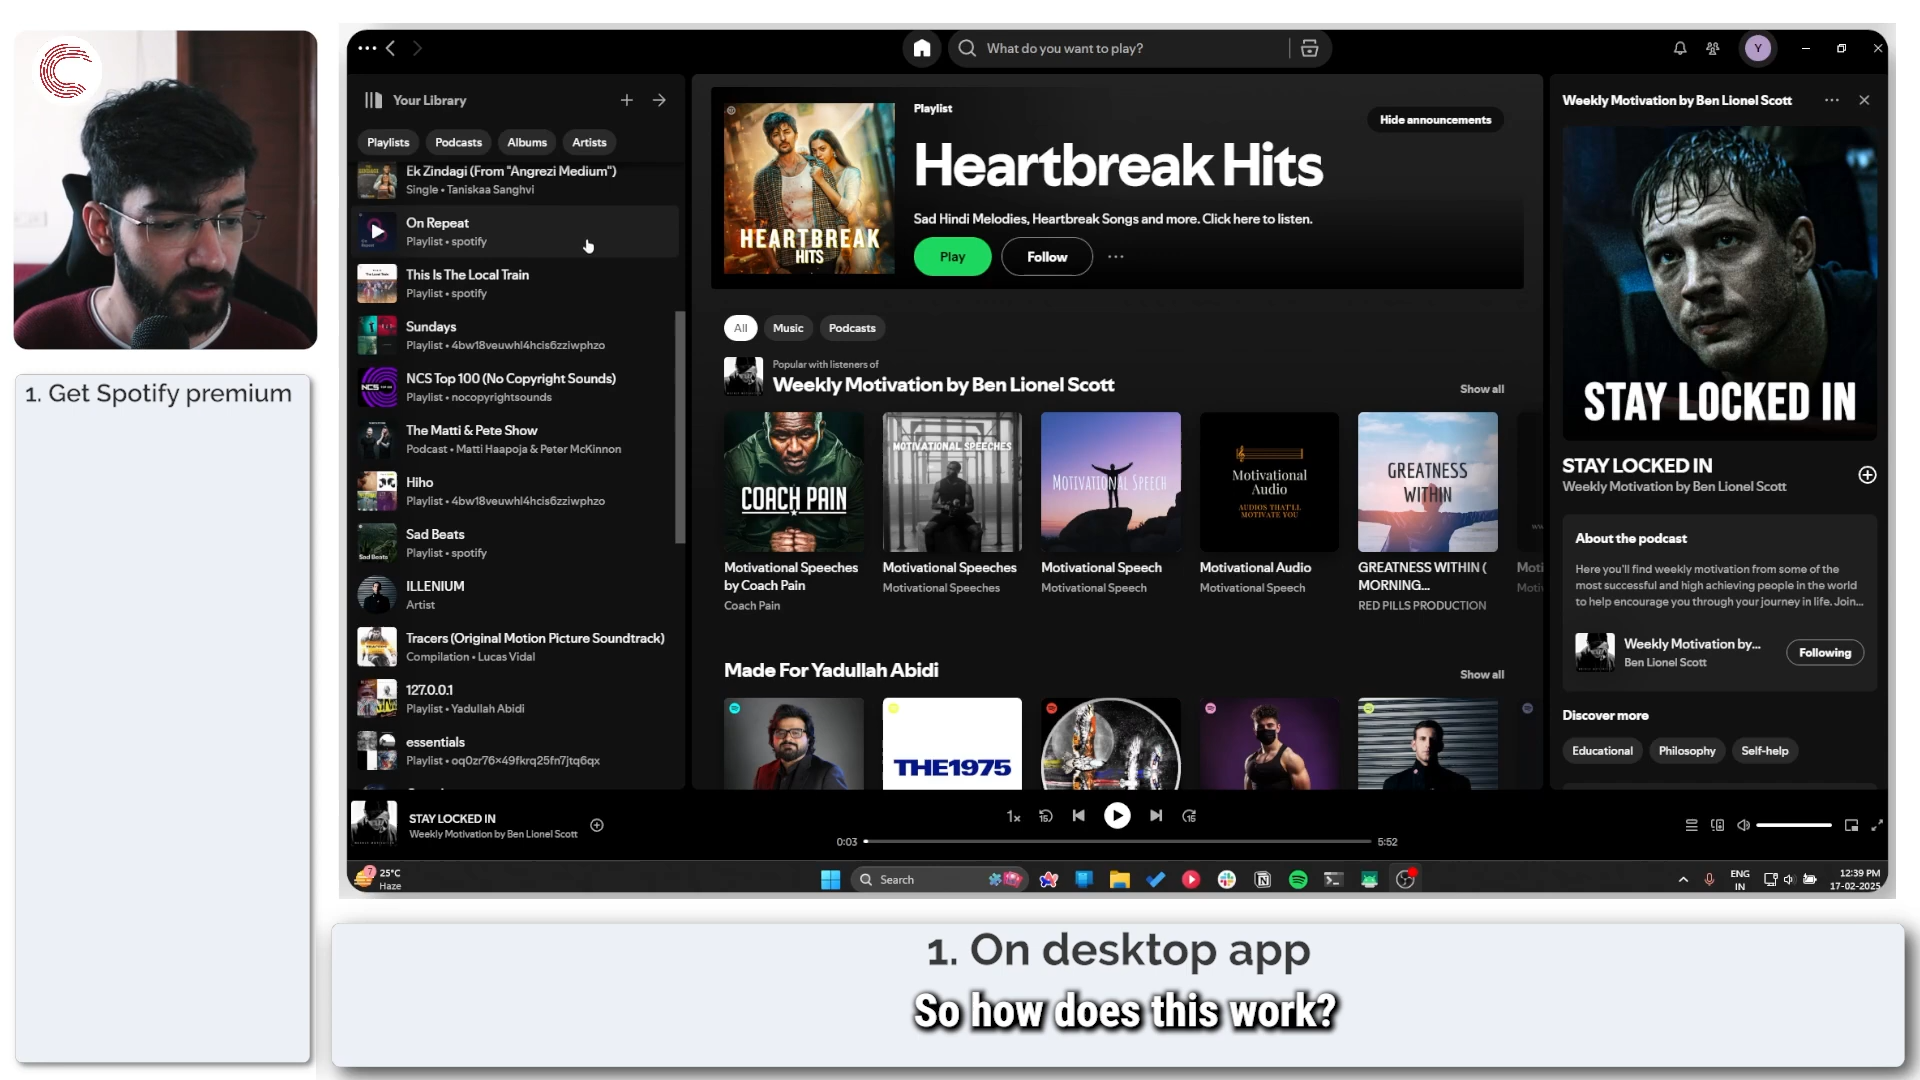 1. Get Spotify premium
What do you want to play?
Y
Your Library
Playlists
Podcasts
Albums
Artists
Ek Zindagi (From "Angrezi Medium")
Single • Taniskaa Sanghvi
On Repeat
Playlist • spotify
This Is The Local Train
Playlist • spotify
Sundays
Playlist • 4bw18veuwhl4hcis6zziwphzo
NCS Top 100 (No Copyright Sounds)
Playlist • nocopyrightsounds
The Matti & Pete Show
Podcast • Matti Haapoja & Peter McKinnon
Hiho
Playlist • 4bw18veuwhl4hcis6zziwphzo
Sad Beats
Playlist • spotify
ILLENIUM
Artist
Tracers (Original Motion Picture Soundtrack)
Compilation • Lucas Vidal
127.0.0.1
Playlist • Yadullah Abidi
essentials
Playlist • oq0zr76x49fkrq25fn7jtq6qx
HEARTBREAK
HITS
Playlist
Hide announcements
Heartbreak Hits
Sad Hindi Melodies, Heartbreak Songs and more. Click here to listen.
Play
Follow
All
Music
Podcasts
Popular with listeners of
Weekly Motivation by Ben Lionel Scott
Show all
COACH PAIN
MOTIVATIONAL SPEECHES
MOTIVATIONAL SPEECH
Motivational
Audio
AUDIOS THAT'LL
MOTIVATE YOU
GREATNESS
WITHIN
Motivational Speeches
by Coach Pain
Coach Pain
Motivational Speeches
Motivational Speeches
Motivational Speech
Motivational Speech
Motivational Audio
Motivational Speech
GREATNESS WITHIN (
MORNING...
RED PILLS PRODUCTION
Made For Yadullah Abidi
Show all
THE1975
Weekly Motivation by Ben Lionel Scott
STAY LOCKED IN
STAY LOCKED IN
Weekly Motivation by Ben Lionel Scott
About the podcast
Here you'll find weekly motivation from some of the
most successful and high achieving people in the world
to help encourage you through your journey in life. Join...
Weekly Motivation by...
Ben Lionel Scott
Following
Discover more
Educational
Philosophy
Self-help
STAY LOCKED IN
Weekly Motivation by Ben Lionel Scott
1x
15
15
0:03
5:52
7
25°C
Haze
Search
ENG
IN
12:39 PM
17-02-2025
1. On desktop app
So how does this work?